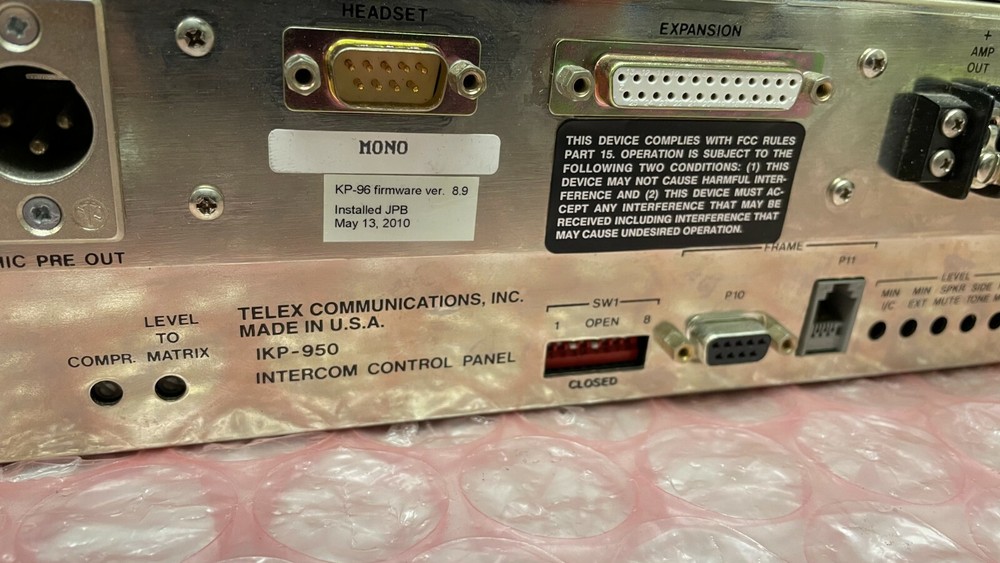 HEADSET
EXPANSION
+
AMP
OUT
MONO
KP-96 firmware ver. 8.9
Installed JPB
May 13, 2010
THIS DEVICE COMPLIES WITH FCC RULES
PART 15. OPERATION IS SUBJECT TO THE
FOLLOWING TWO CONDITIONS: (1) THIS
DEVICE MAY NOT CAUSE HARMFUL INTER-
FERENCE AND (2) THIS DEVICE MUST AC-
CEPT ANY INTERFERENCE THAT MAY BE
RECEIVED INCLUDING INTERFERENCE THAT
MAY CAUSE UNDESIRED OPERATION.
MIC PRE OUT
FRAME
P10
P11
LEVEL
TO
COMPR. MATRIX
TELEX COMMUNICATIONS, INC.
MADE IN U.S.A.
IKP-950
INTERCOM CONTROL PANEL
SW1
1 OPEN 8
CLOSED
LEVEL
MIN MIN SPKR SIDE
I/C EXT MUTE TONE